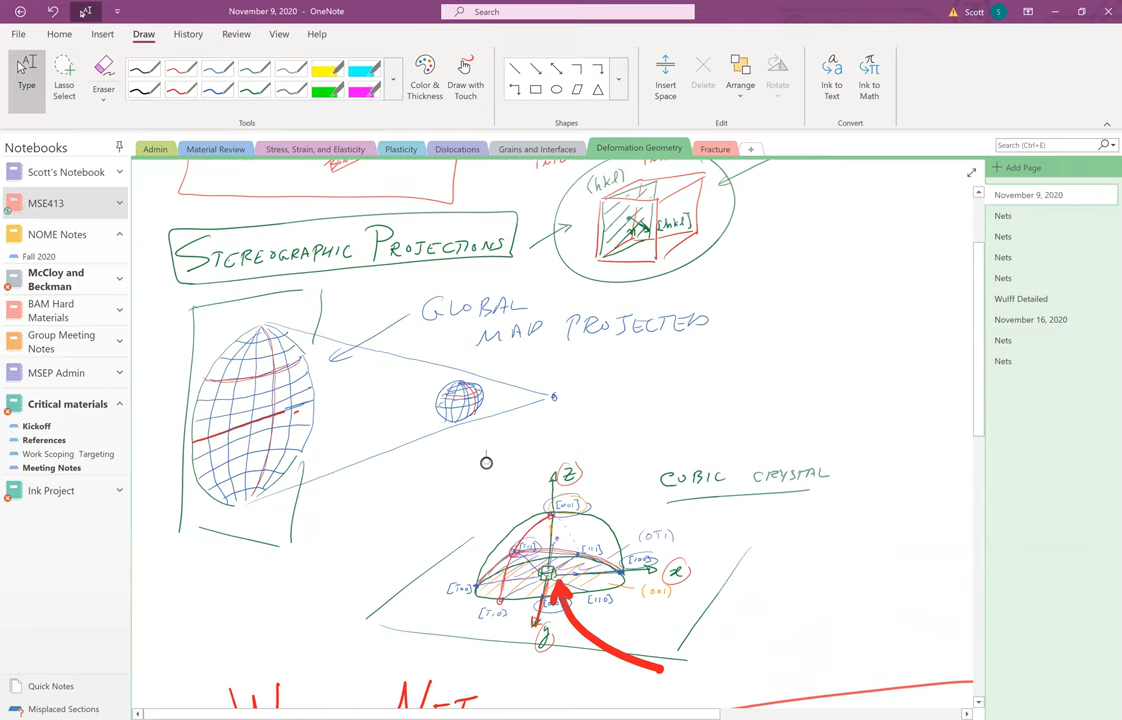 November 9, 2020 - OneNote
Search
Scott
S
File
Home
Insert
Draw
History
Review
View
Help
Type
Lasso
Select
Eraser
Color &
Thickness
Draw with
Touch
Insert
Space
Delete
Arrange
Rotate
Ink to
Text
Ink to
Math
Tools
Shapes
Edit
Convert
Notebooks
Admin
Material Review
Stress, Strain, and Elasticity
Plasticity
Dislocations
Grains and Interfaces
Deformation Geometry
Fracture
Search (Ctrl+E)
Scott's Notebook
MSE413
NOME Notes
Fall 2020
McCloy and
Beckman
BAM Hard
Materials
Group Meeting
Notes
MSEP Admin
Critical materials
Kickoff
References
Work Scoping Targeting
Meeting Notes
Ink Project
Quick Notes
Misplaced Sections
(hkl)
[hkl]
STEREOGRAPHIC PROJECTIONS
GLOBAL
MAP PROJECTED
CUBIC CRYSTAL
z
[001]
(0T1)
[T11]
[111]
[100]
x
[T00]
(001)
[T10]
[110]
y
Add Page
November 9, 2020
Nets
Nets
Nets
Nets
Wulff Detailed
November 16, 2020
Nets
Nets